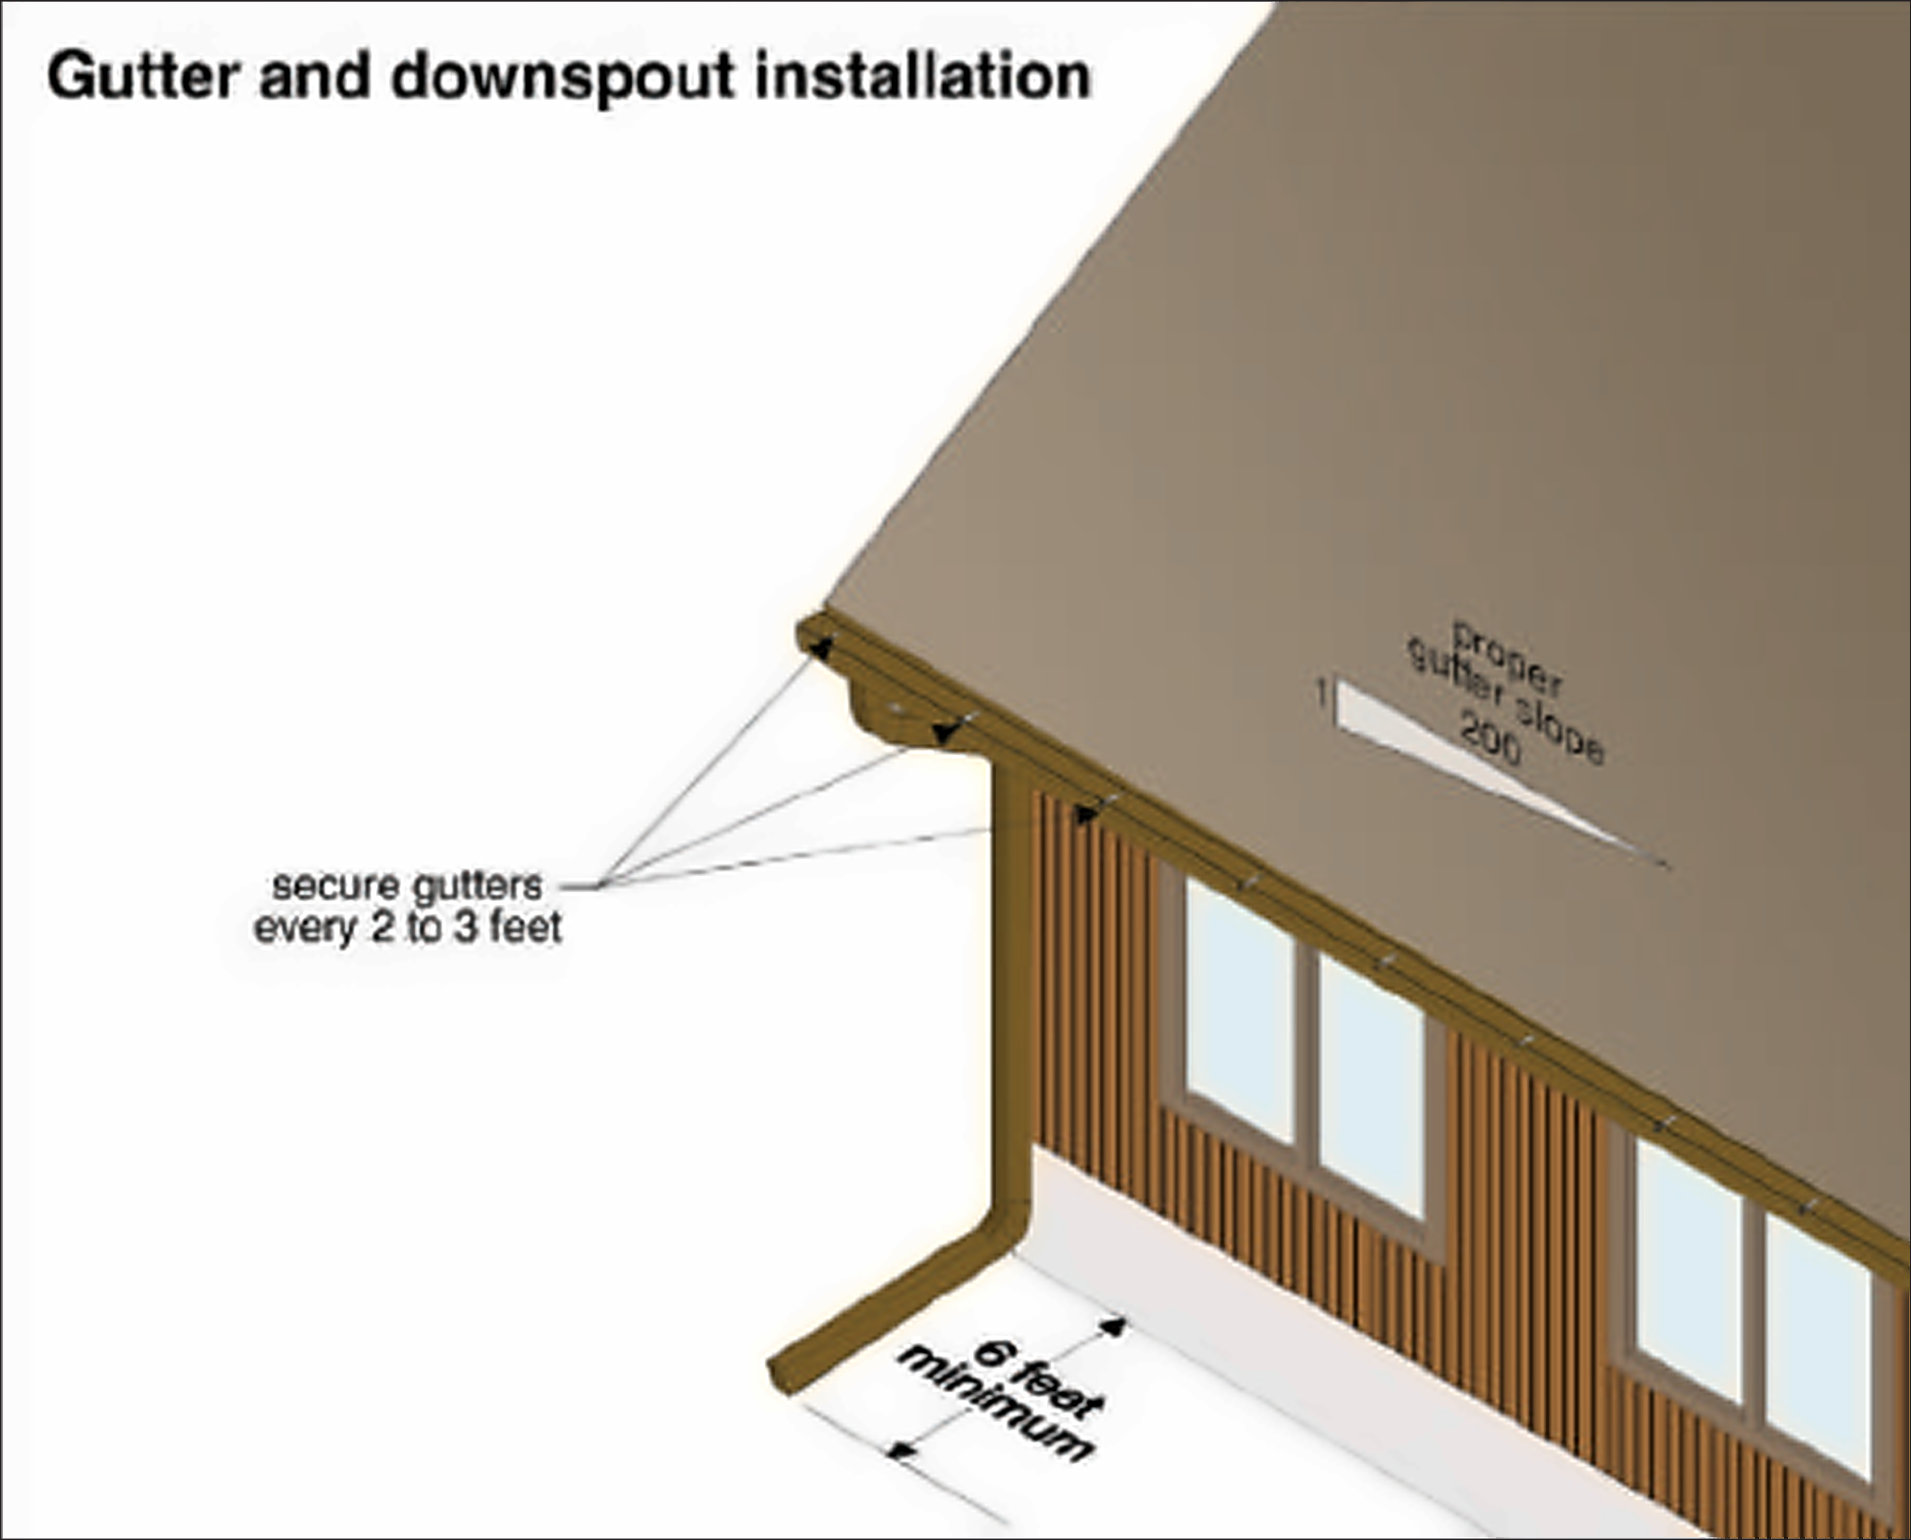 Gutter and downspout installation
proper
gutter slope
1
200
secure gutters
every 2 to 3 feet
6 feet
minimum